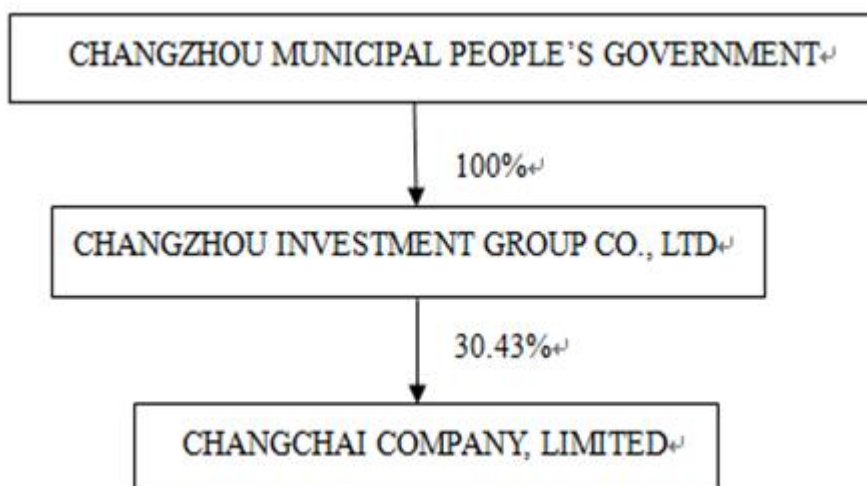 CHANGZHOU MUNICIPAL PEOPLE’S GOVERNMENT↵
100%↵
CHANGZHOU INVESTMENT GROUP CO., LTD↵
30.43%↵
CHANGCHAI COMPANY, LIMITED↵